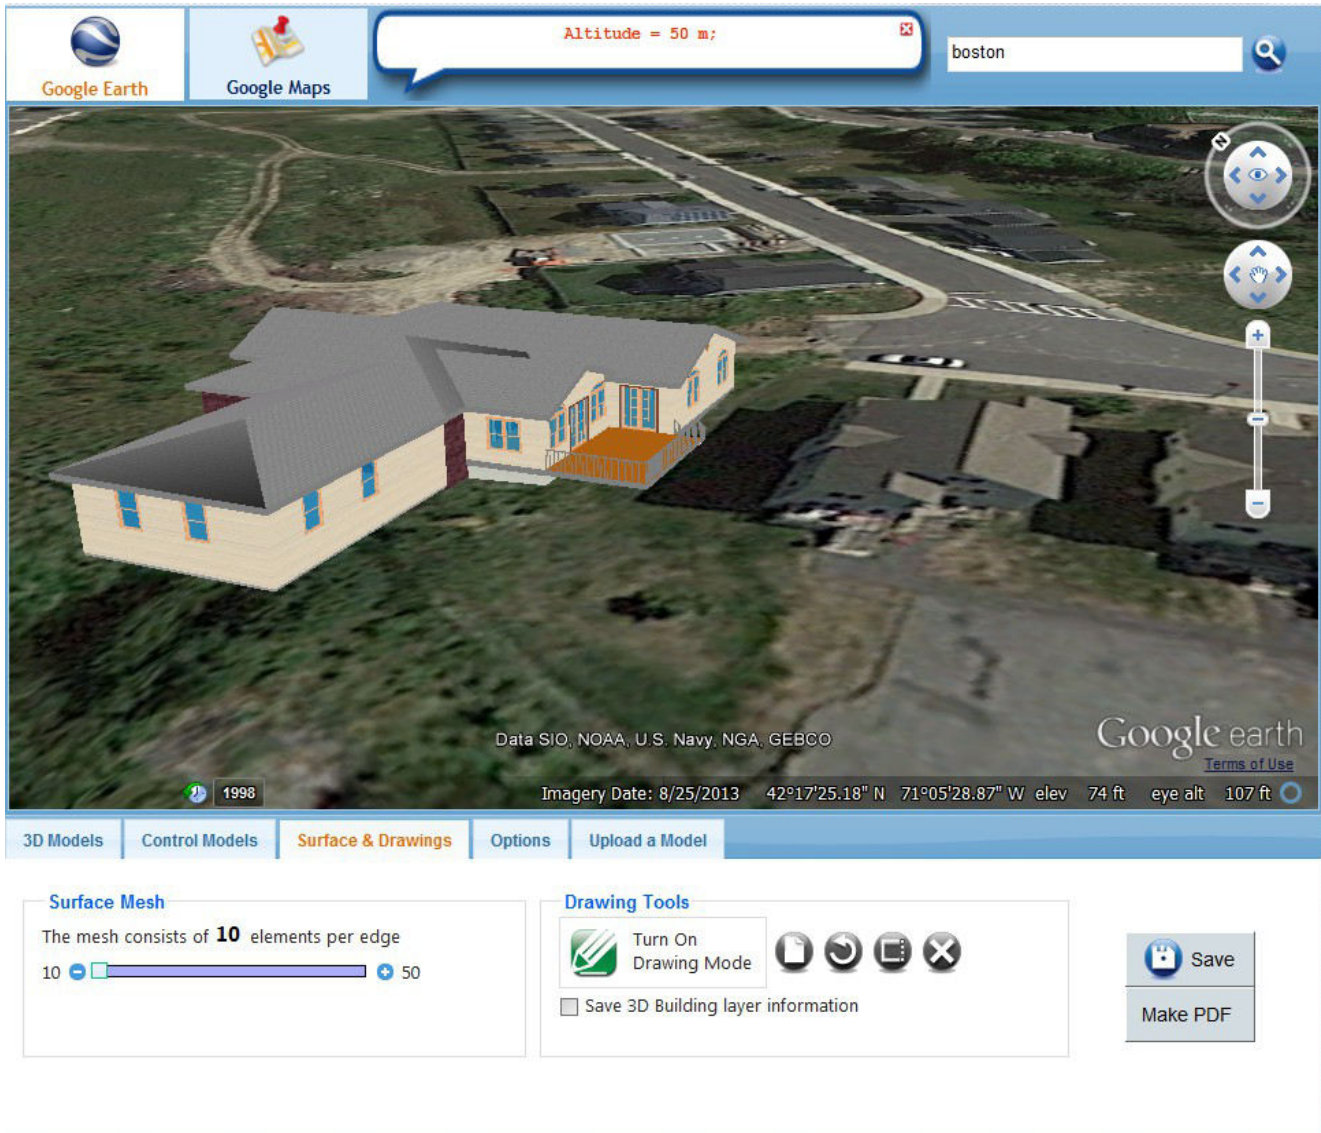 Google Earth
Google Maps
Altitude = 50 m;
boston
N
Data SIO, NOAA, U.S. Navy, NGA, GEBCO
Google earth
Terms of Use
1998
Imagery Date: 8/25/2013 42°17'25.18" N 71°05'28.87" W elev 74 ft eye alt 107 ft
3D Models
Control Models
Surface & Drawings
Options
Upload a Model
Surface Mesh
The mesh consists of 10 elements per edge
10
50
Drawing Tools
Turn On
Drawing Mode
Save 3D Building layer information
Save
Make PDF